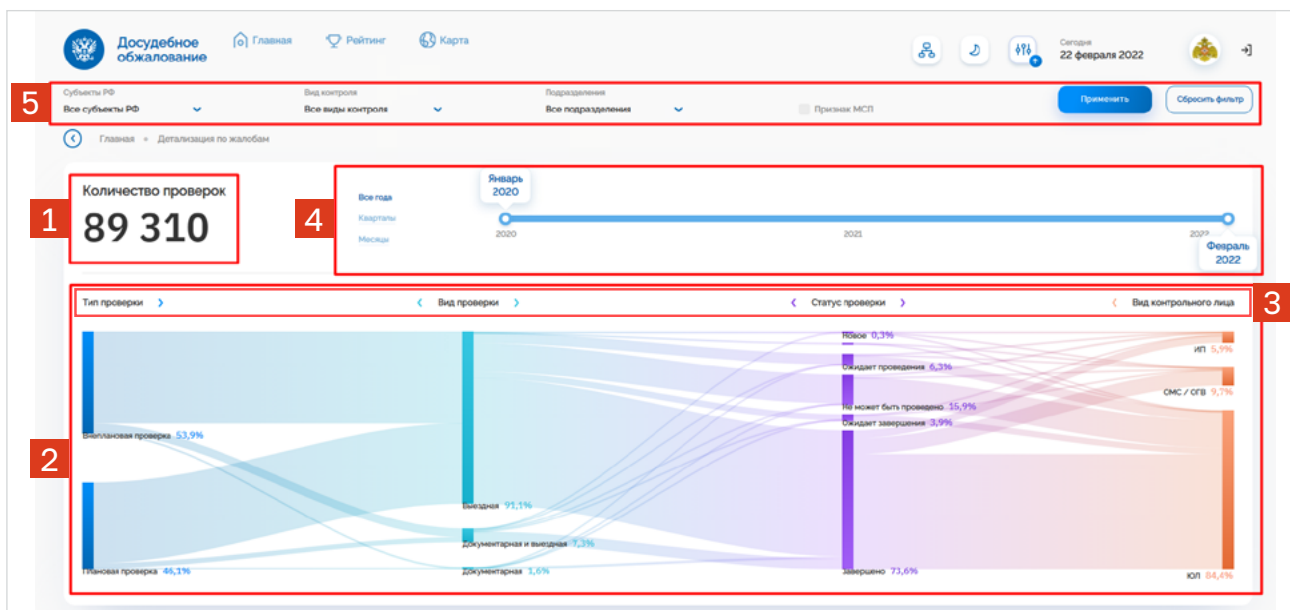 Досудебное обжалование
Главная
Рейтинг
Карта
Сегодня
22 февраля 2022
5
Субъекты РФ
Все субъекты РФ
Вид контроля
Все виды контроля
Подразделения
Все подразделения
Признак МСП
Применить
Сбросить фильтр
Главная
Детализация по жалобам
1
Количество проверок
89 310
4
Все года
Кварталы
Месяцы
Январь
2020
2020
2021
2022
Февраль
2022
3
Тип проверки
Вид проверки
Статус проверки
Вид контрольного лица
2
Внеплановая проверка 53,9%
Плановая проверка 46,1%
Выездная 91,1%
Документарная и выездная 7,3%
Документарная 1,6%
Новое 0,3%
Ожидает проведения 6,3%
Не может быть проведено 15,9%
Ожидает завершения 3,9%
Завершено 73,6%
ИП 5,9%
СМС / ОГВ 9,7%
ЮЛ 84,4%